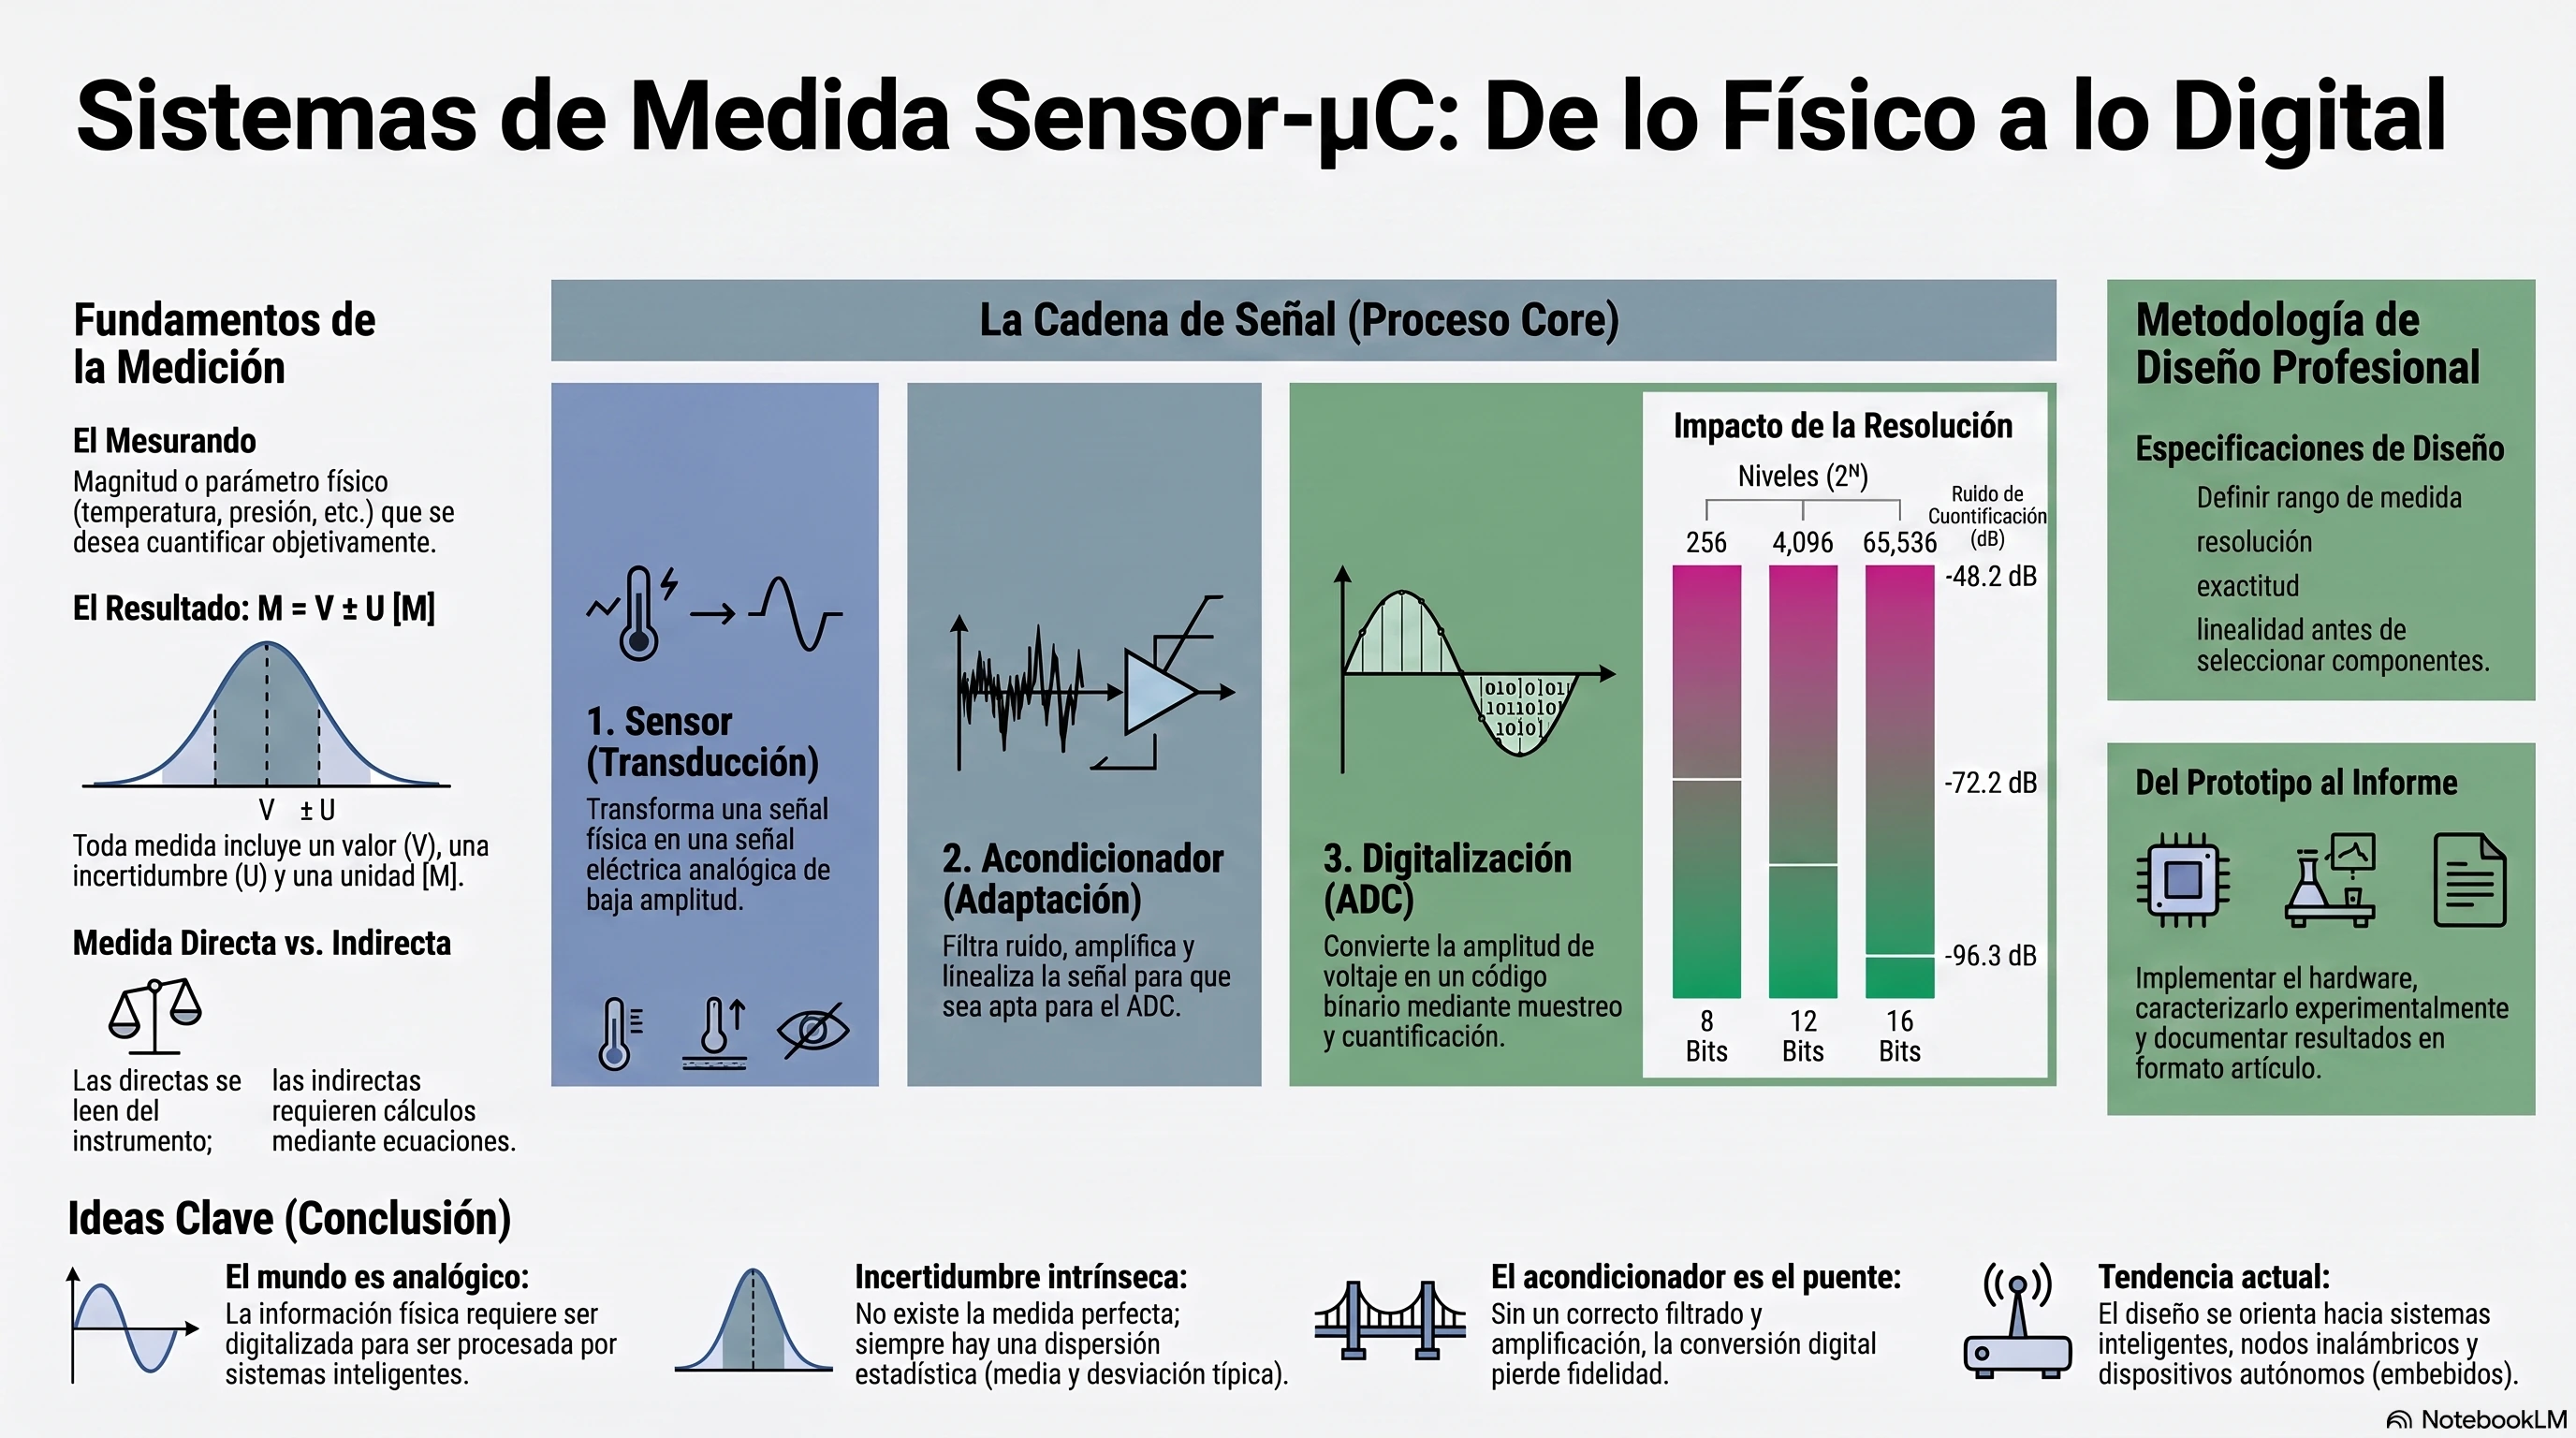 Sistemas de Medida Sensor-µC: De lo Físico a lo Digital
Fundamentos de
la Medición
El Mesurando
Magnitud o parámetro físico
(temperatura, presión, etc.) que se
desea cuantificar objetivamente.
El Resultado: M = V ± U [M]
V ± U
Toda medida incluye un valor (V), una
incertidumbre (U) y una unidad [M].
Medida Directa vs. Indirecta
Las directas se
leen del
instrumento;
las indirectas
requieren cálculos
mediante ecuaciones.
La Cadena de Señal (Proceso Core)
1. Sensor
(Transducción)
Transforma una señal
física en una señal
eléctrica analógica de
baja amplitud.
2. Acondicionador
(Adaptación)
Filtra ruído, amplífica y
línealiza la señal para que
sea apta para el ADC.
3. Digitalización
(ADC)
Convierte la amplitud de
voltaje en un código
bínario mediante muestreo
y cuantificación.
Impacto de la Resolución
Niveles (2ᴺ)
Ruido de
Cuontificación
(dB)
256 4,096 65,536
-48.2 dB
-72.2 dB
-96.3 dB
8 12 16
Bits Bits Bits
Metodología de
Diseño Profesional
Especificaciones de Diseño
Definir rango de medida
resolución
exactitud
linealidad antes de
seleccionar componentes.
Del Prototipo al Informe
Implementar el hardware,
caracterizarlo experimentalmente
y documentar resultados en
formato artículo.
Ideas Clave (Conclusión)
El mundo es analógico:
La información física requiere ser
digitalizada para ser procesada por
sistemas inteligentes.
Incertidumbre intrínseca:
No existe la medida perfecta;
siempre hay una dispersión
estadística (media y desviación típica).
El acondicionador es el puente:
Sin un correcto filtrado y
amplificación, la conversión digital
pierde fidelidad.
Tendencia actual:
El diseño se orienta hacia sistemas
inteligentes, nodos inalámbricos y
dispositivos autónomos (embebidos).
NotebookLM